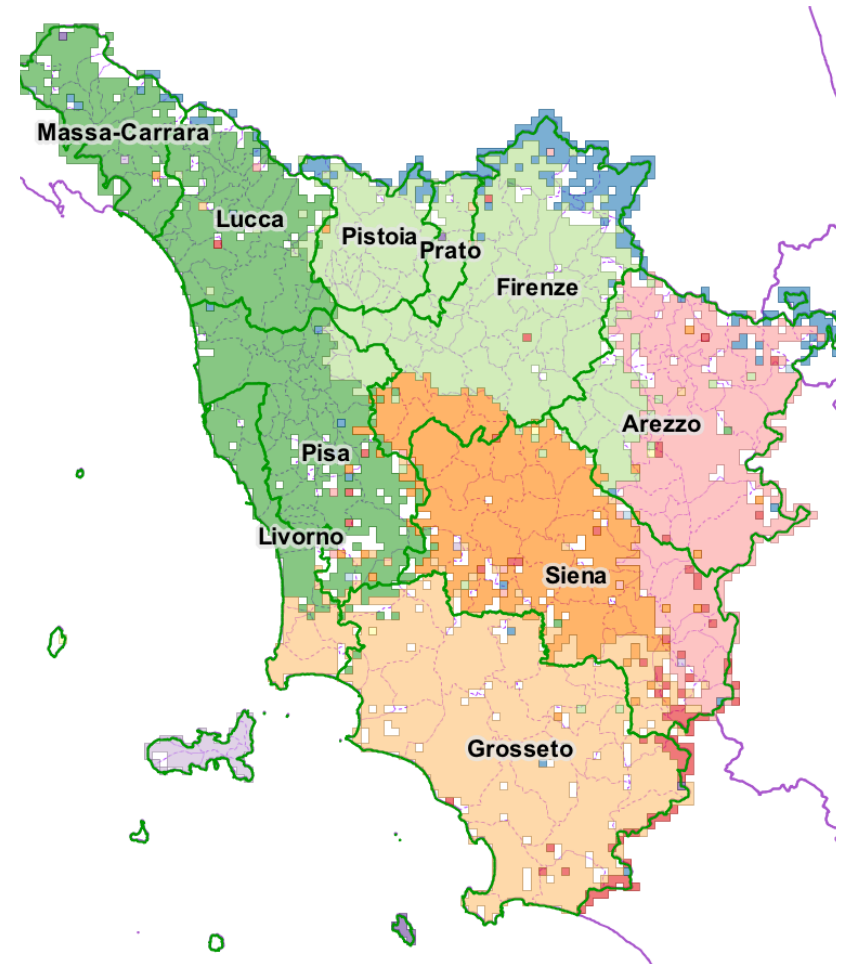 Massa-Carrara
Lucca
Pistoia
Prato
Firenze
Arezzo
Pisa
Livorno
Siena
Grosseto